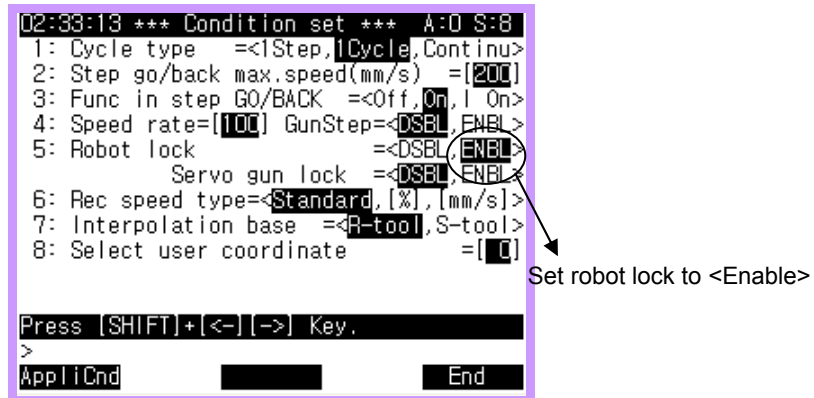 02:33:13 *** Condition set *** A:0 S:8
1: Cycle type =<1Step,1Cycle,Continu>
2: Step go/back max.speed(mm/s) =[200]
3: Func in step GO/BACK =<Off,On,I On>
4: Speed rate=[100] GunStep=<DSBL,ENBL>
5: Robot lock =<DSBL,ENBL>
Servo gun lock =<DSBL,ENBL>
6: Rec speed type=<Standard,[%],[mm/s]>
7: Interpolation base =<R-tool,S-tool>
8: Select user coordinate =[ 0]
Set robot lock to <Enable>
Press [SHIFT]+[<-][->] Key.
>
AppliCnd End